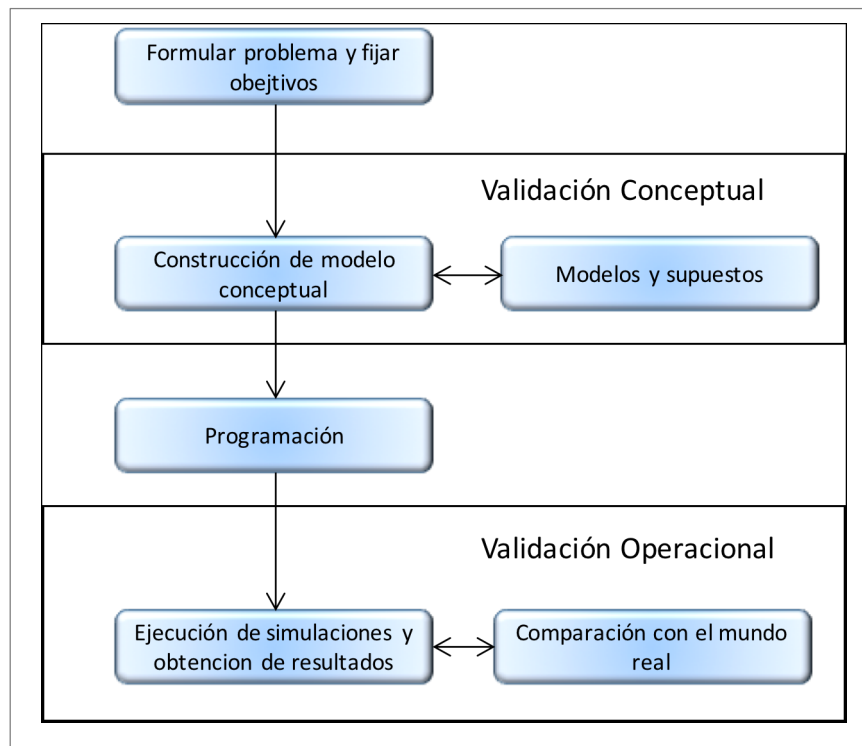 Formular problema y fijar
obejtivos
Validación Conceptual
Construcción de modelo
conceptual
Modelos y supuestos
Programación
Validación Operacional
Ejecución de simulaciones y
obtencion de resultados
Comparación con el mundo
real